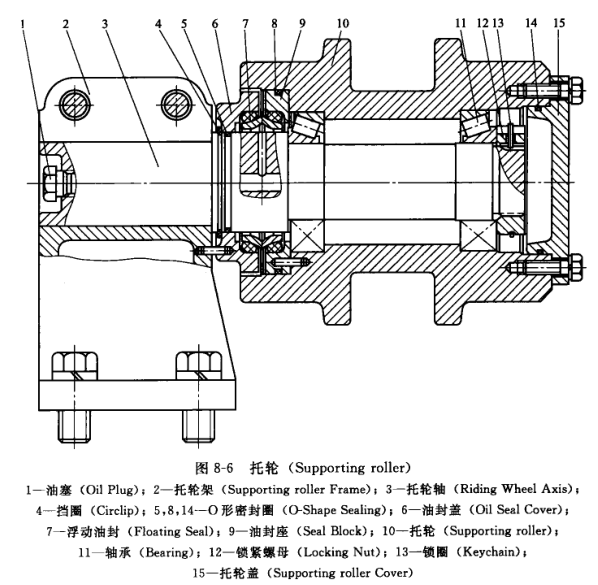 1 2 3 4 5 6 7 8 9 10 11 12 13 14 15
图 8-6 托轮 (Supporting roller)
1—油塞 (Oil Plug); 2—托轮架 (Supporting roller Frame); 3—托轮轴 (Riding Wheel Axis);
4—挡圈 (Circlip); 5,8,14—O 形密封圈 (O-Shape Sealing); 6—油封盖 (Oil Seal Cover);
7—浮动油封 (Floating Seal); 9—油封座 (Seal Block); 10—托轮 (Supporting roller);
11—轴承 (Bearing); 12—锁紧螺母 (Locking Nut); 13—锁圈 (Keychain);
15—托轮盖 (Supporting roller Cover)